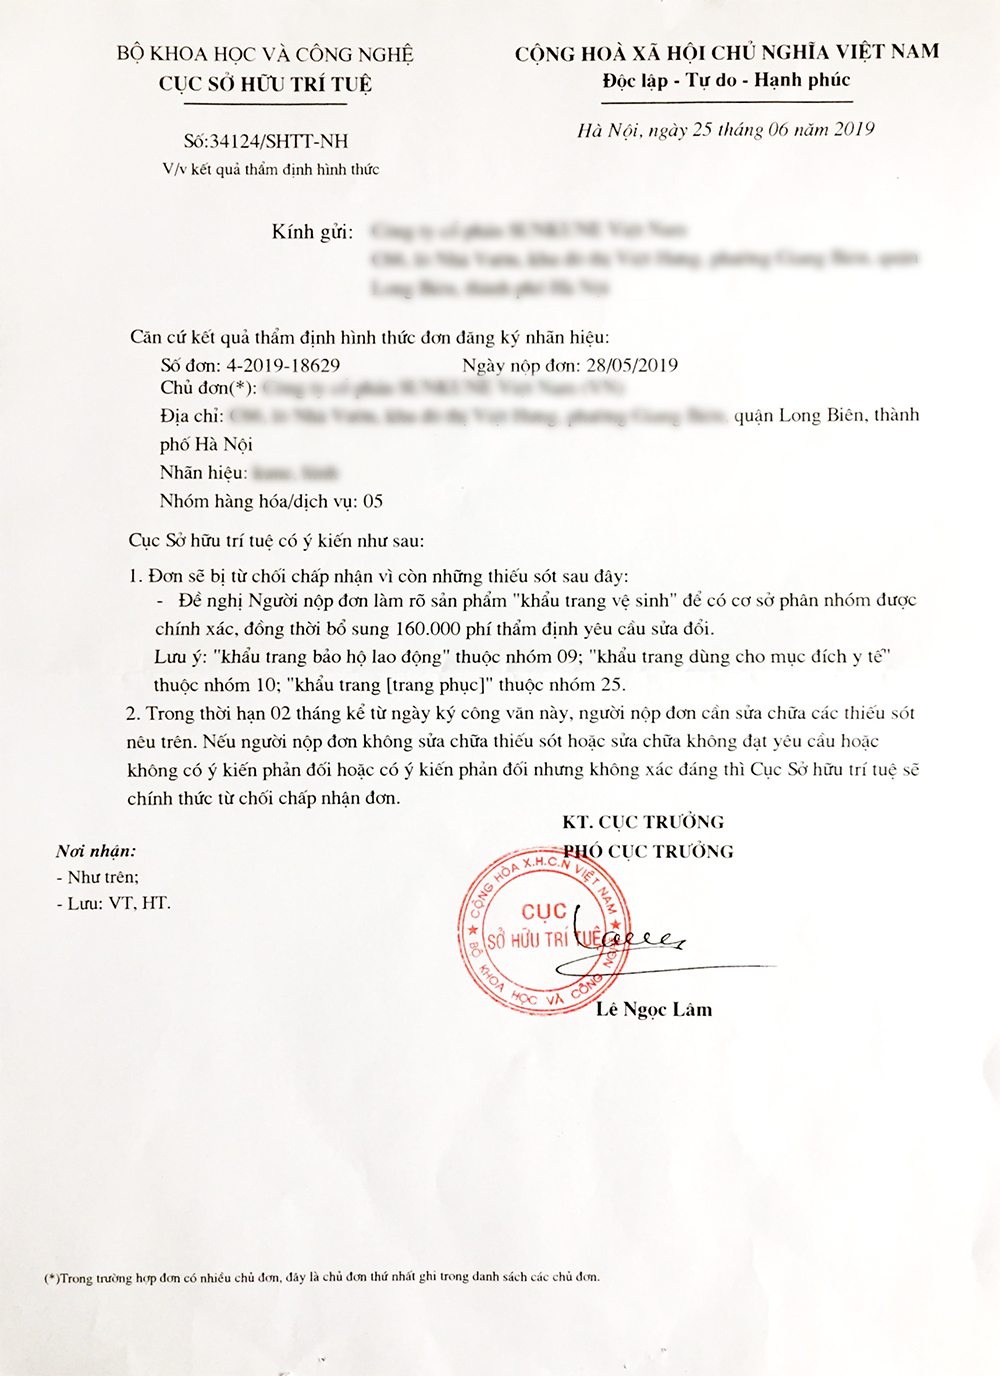 BỘ KHOA HỌC VÀ CÔNG NGHỆ
CỤC SỞ HỮU TRÍ TUỆ
CỘNG HOÀ XÃ HỘI CHỦ NGHĨA VIỆT NAM
Độc lập - Tự do - Hạnh phúc
Số:34124/SHTT-NH
V/v kết quả thẩm định hình thức
Hà Nội, ngày 25 tháng 06 năm 2019
Kính gửi:
Căn cứ kết quả thẩm định hình thức đơn đăng ký nhãn hiệu:
Số đơn: 4-2019-18629 Ngày nộp đơn: 28/05/2019
Chủ đơn(*):
Địa chỉ: quận Long Biên, thành
phố Hà Nội
Nhãn hiệu:
Nhóm hàng hóa/dịch vụ: 05
Cục Sở hữu trí tuệ có ý kiến như sau:
1. Đơn sẽ bị từ chối chấp nhận vì còn những thiếu sót sau đây:
- Đề nghị Người nộp đơn làm rõ sản phẩm "khẩu trang vệ sinh" để có cơ sở phân nhóm được
chính xác, đồng thời bổ sung 160.000 phí thẩm định yêu cầu sửa đổi.
Lưu ý: "khẩu trang bảo hộ lao động" thuộc nhóm 09; "khẩu trang dùng cho mục đích y tế"
thuộc nhóm 10; "khẩu trang [trang phục]" thuộc nhóm 25.
2. Trong thời hạn 02 tháng kể từ ngày ký công văn này, người nộp đơn cần sửa chữa các thiếu sót
nêu trên. Nếu người nộp đơn không sửa chữa thiếu sót hoặc sửa chữa không đạt yêu cầu hoặc
không có ý kiến phản đối hoặc có ý kiến phản đối nhưng không xác đáng thì Cục Sở hữu trí tuệ sẽ
chính thức từ chối chấp nhận đơn.
KT. CỤC TRƯỞNG
PHÓ CỤC TRƯỞNG
Nơi nhận:
- Như trên;
- Lưu: VT, HT.
CỘNG HÒA X.H.C.N VIỆT NAM
CỤC
SỞ HỮU TRÍ TUỆ
BỘ KHOA HỌC VÀ CÔNG NGHỆ
Lê Ngọc Lâm
(*)Trong trường hợp đơn có nhiều chủ đơn, đây là chủ đơn thứ nhất ghi trong danh sách các chủ đơn.